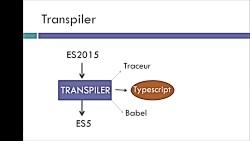 Transpiler
ES2015
Traceur
TRANSPILER
Typescript
Babel
ES5